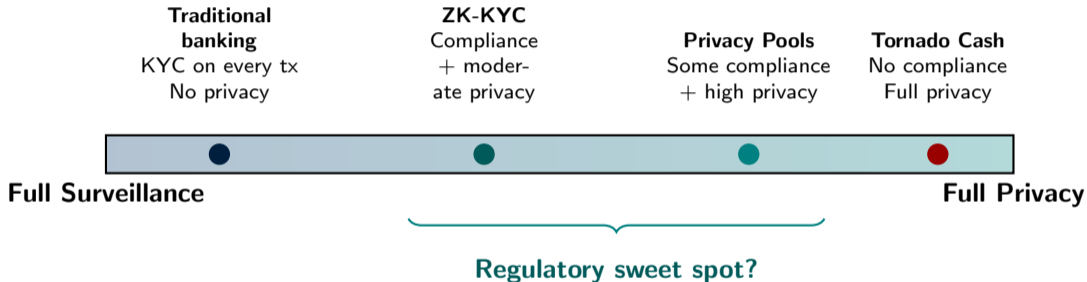 Traditional
banking
KYC on every tx
No privacy
ZK-KYC
Compliance
+ moder-
ate privacy
Privacy Pools
Some compliance
+ high privacy
Tornado Cash
No compliance
Full privacy
Full Surveillance
Full Privacy
Regulatory sweet spot?